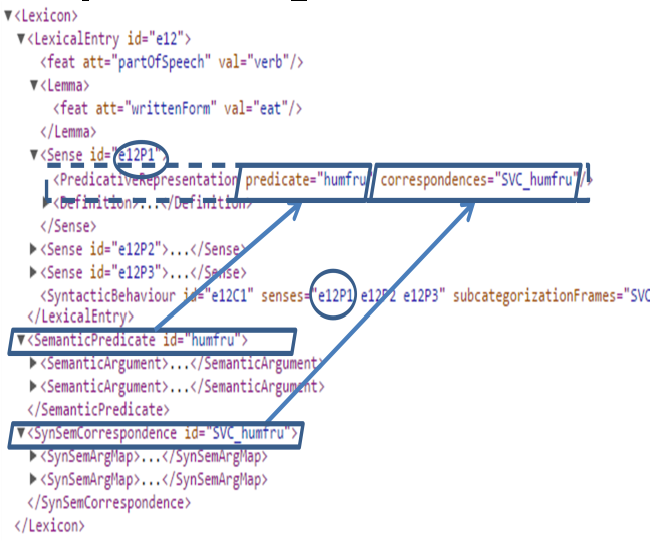 ▼<Lexicon>
▼<LexicalEntry id="e12">
<feat att="partOfSpeech" val="verb"/>
▼<Lemma>
<feat att="writtenForm" val="eat"/>
</Lemma>
▼<Sense id="e12P1">
<PredicativeRepresentation predicate="humfru" correspondences="SVC_humfru"/>
▶<Definition>...</Definition>
</Sense>
▶<Sense id="e12P2">...</Sense>
▶<Sense id="e12P3">...</Sense>
<SyntacticBehaviour id="e12C1" senses="e12P1 e12P2 e12P3" subcategorizationFrames="SVC
</LexicalEntry>
▼<SemanticPredicate id="humfru">
▶<SemanticArgument>...</SemanticArgument>
▶<SemanticArgument>...</SemanticArgument>
</SemanticPredicate>
▼<SynSemCorrespondence id="SVC_humfru">
▶<SynSemArgMap>...</SynSemArgMap>
▶<SynSemArgMap>...</SynSemArgMap>
</SynSemCorrespondence>
</Lexicon>